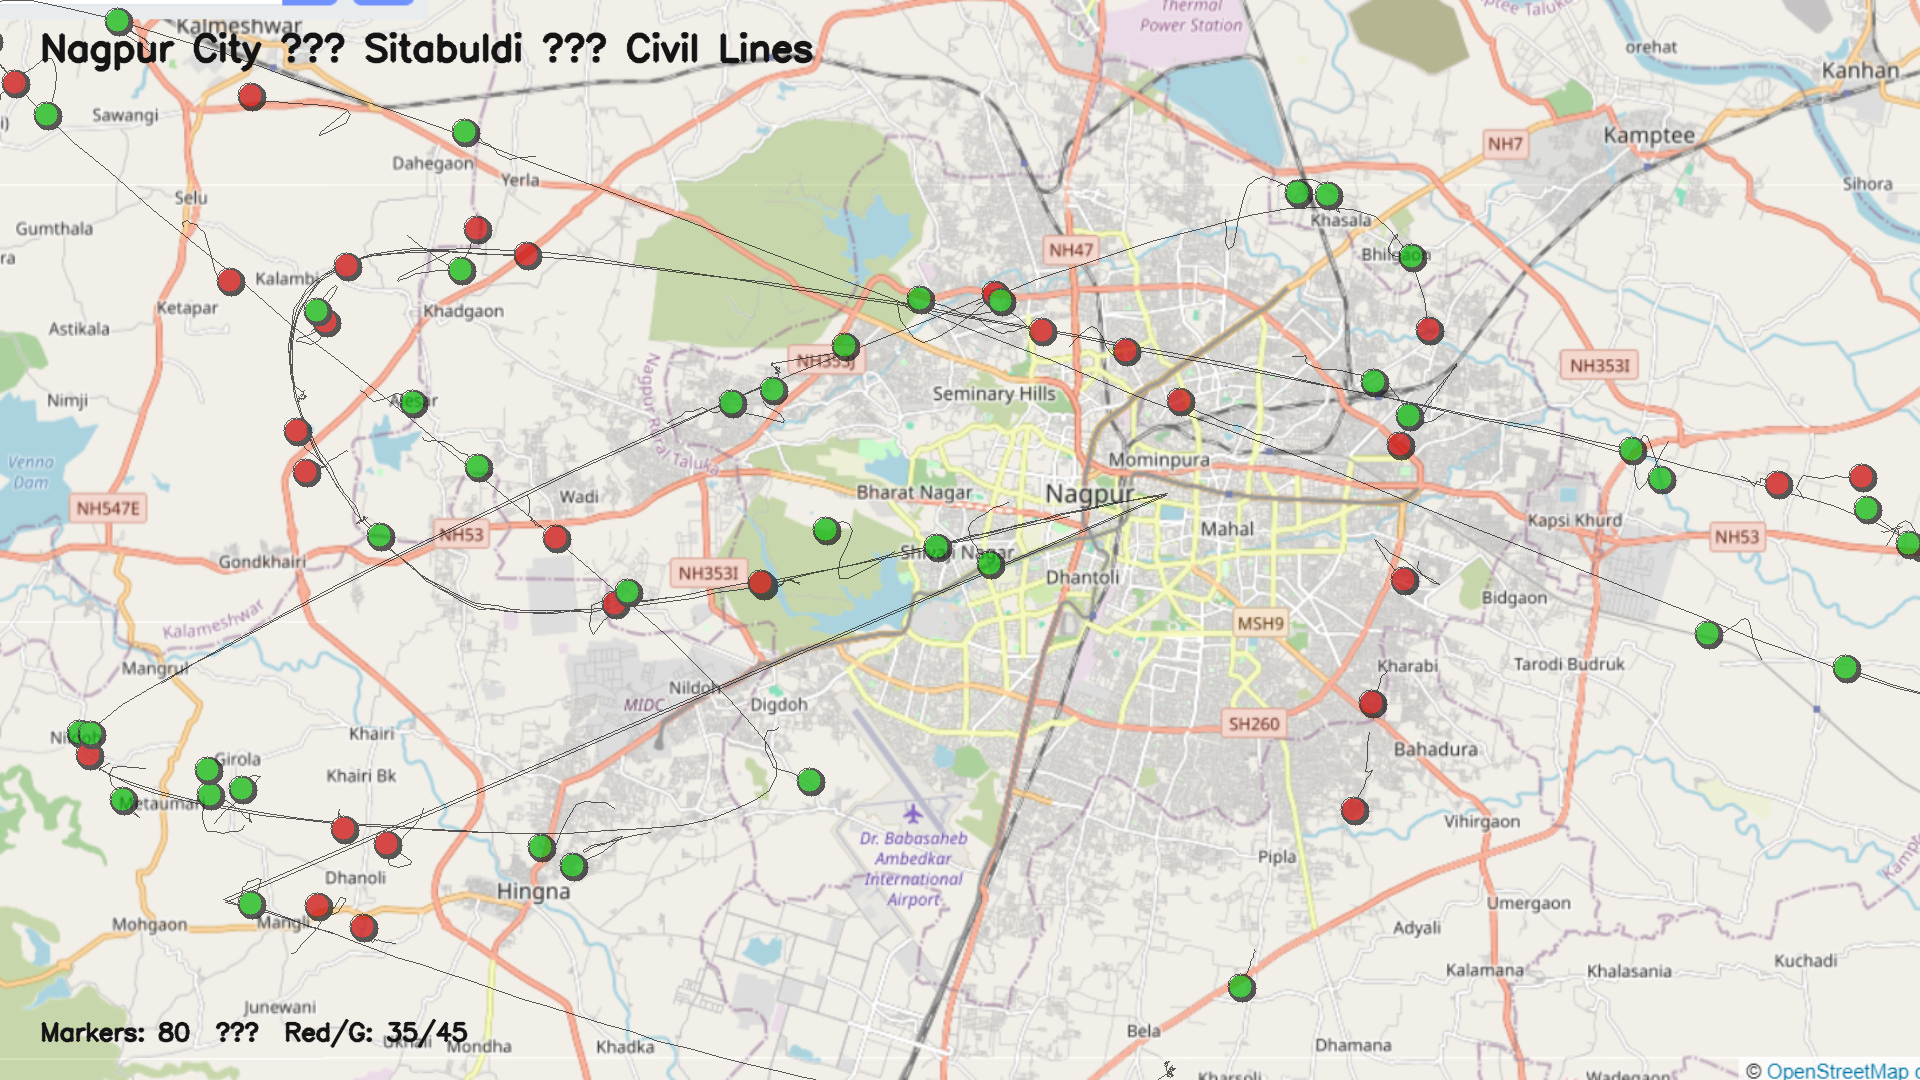 Kalmeshwar
Nagpur City ??? Sitabuldi ??? Civil Lines
Thermal
Power Station
orehat
Kanhan
Sawangi
Dahegaon
Yerla
NH7
Kamptee
Sihora
Selu
Gumthala
Khasala
NH47
Kalambi
Ketapar
Khadgaon
Astikala
NH353J
NH353I
Nimji
Seminary Hills
Nagpur Rural Taluka
Mominpura
Venna
Dam
Wadi
Bharat Nagar
Nagpur
NH547E
NH53
Mahal
Kapsi Khurd
NH53
Gondkhairi
NH353I
Shivaji Nagar
Dhantoli
Bidgaon
Kalameshwar
MSH9
Mangrul
Kharabi
Tarodi Budruk
Nildoh
MIDC
Digdoh
Khairi
SH260
Bahadura
Girola
Khairi Bk
Metaumari
Vihirgaon
Dr. Babasaheb
Ambedkar
International
Airport
Pipla
Dhanoli
Hingna
Mohgaon
Mangli
Umergaon
Adyali
Kalamana
Khalasania
Kuchadi
Junewani
Markers: 80 ??? Red/G: 35/45
Mondha
Khadka
Bela
Dhamana
Kharsoli
Wadegaon
© OpenStreetMap